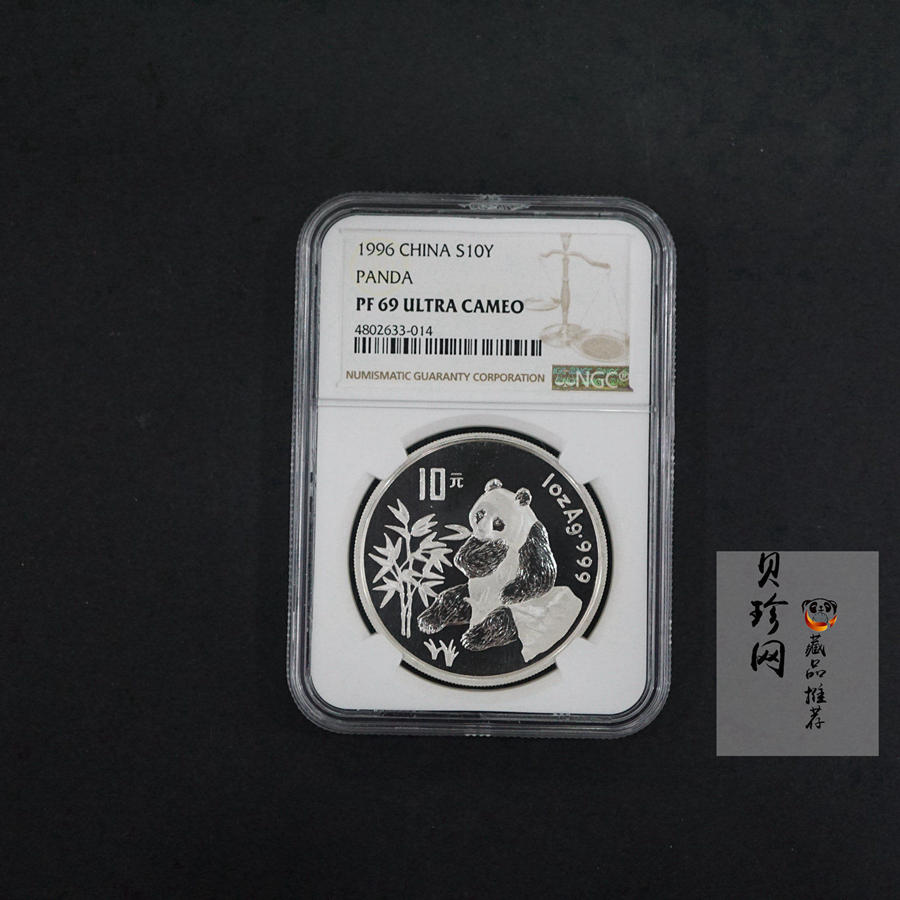 1996 CHINA S10Y
PANDA
PF 69 ULTRA CAMEO
4802633-014
NUMISMATIC GUARANTY CORPORATION
NGC®
10元
1ozAg.999
贝珍网
藏品推荐